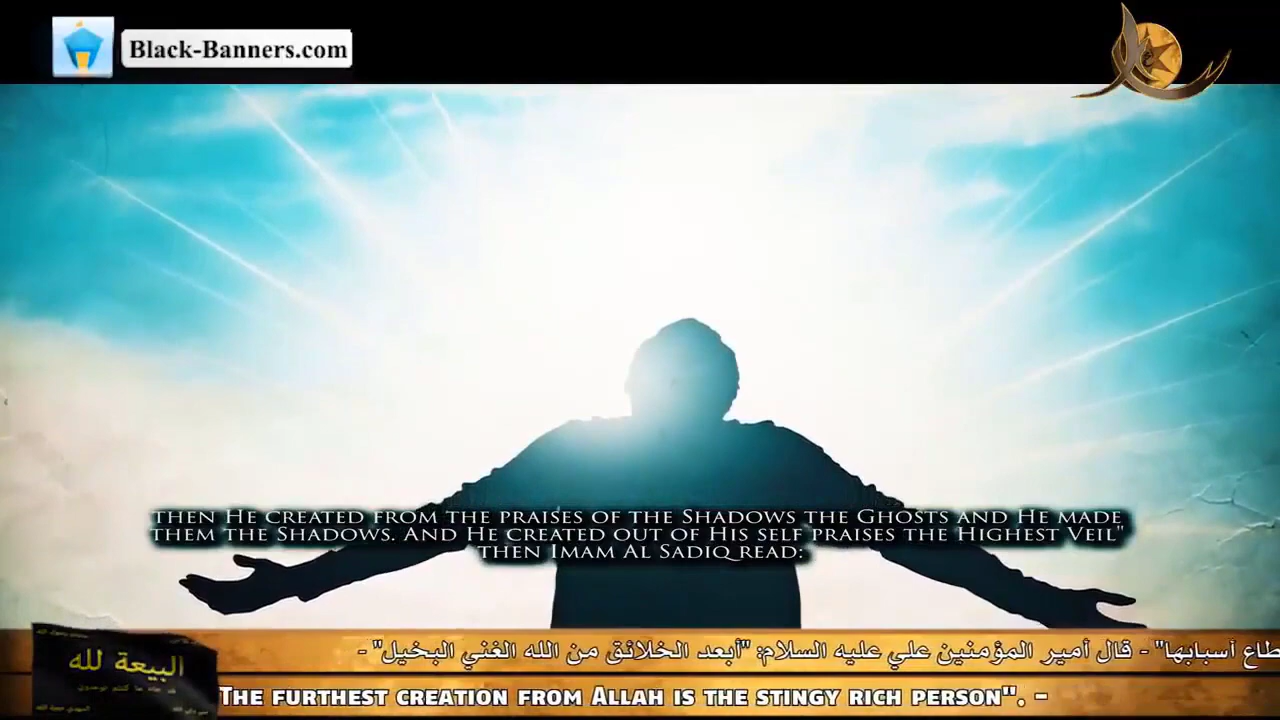 Black-Banners.com
THEN HE CREATED FROM THE PRAISES OF THE SHADOWS THE GHOSTS AND HE MADE
THEM THE SHADOWS. AND HE CREATED OUT OF HIS SELF PRAISES THE HIGHEST VEIL"
THEN IMAM AL SADIQ READ:
طاع أسبابها" - قال أمير المؤمنين علي عليه السلام: "أبعد الخلائق من الله الغني البخيل" -
البيعة لله
THE FURTHEST CREATION FROM ALLAH IS THE STINGY RICH PERSON". -